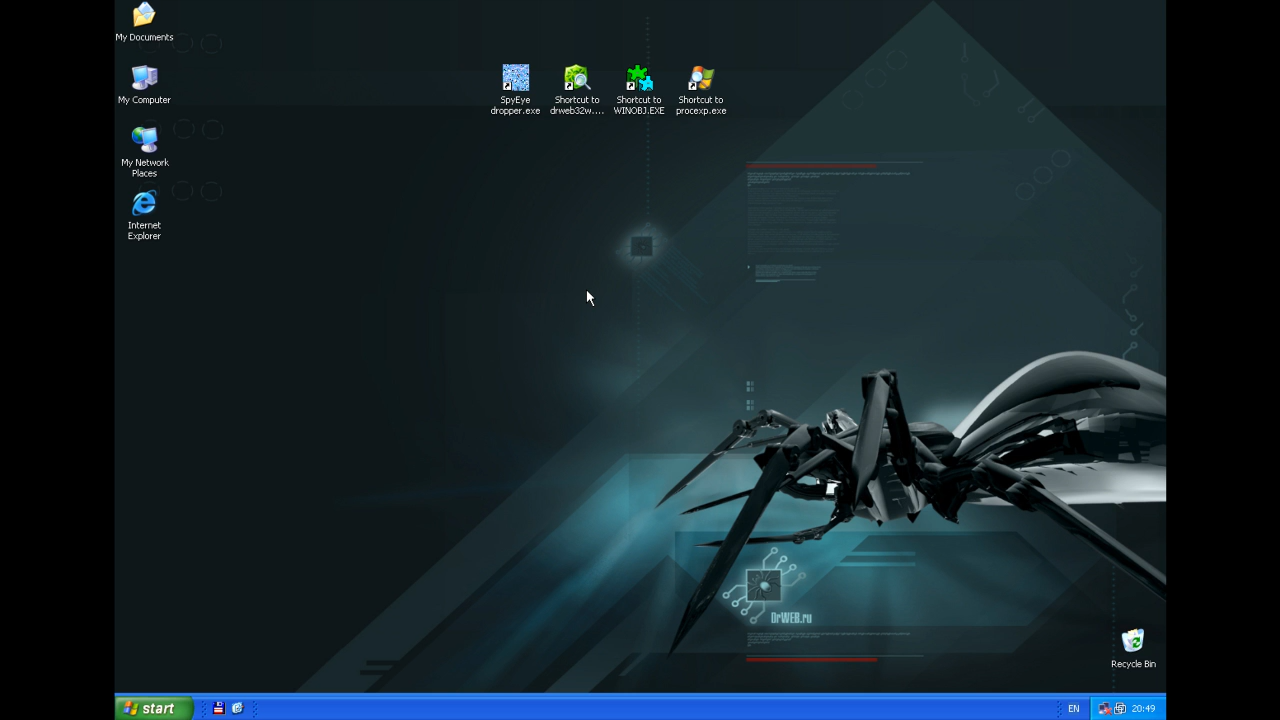 My Documents
My Computer
My Network
Places
Internet
Explorer
SpyEye
dropper.exe
Shortcut to
drweb32w....
Shortcut to
WINOBJ.EXE
Shortcut to
procexp.exe
DrWEB.ru
Recycle Bin
start
EN
20:49